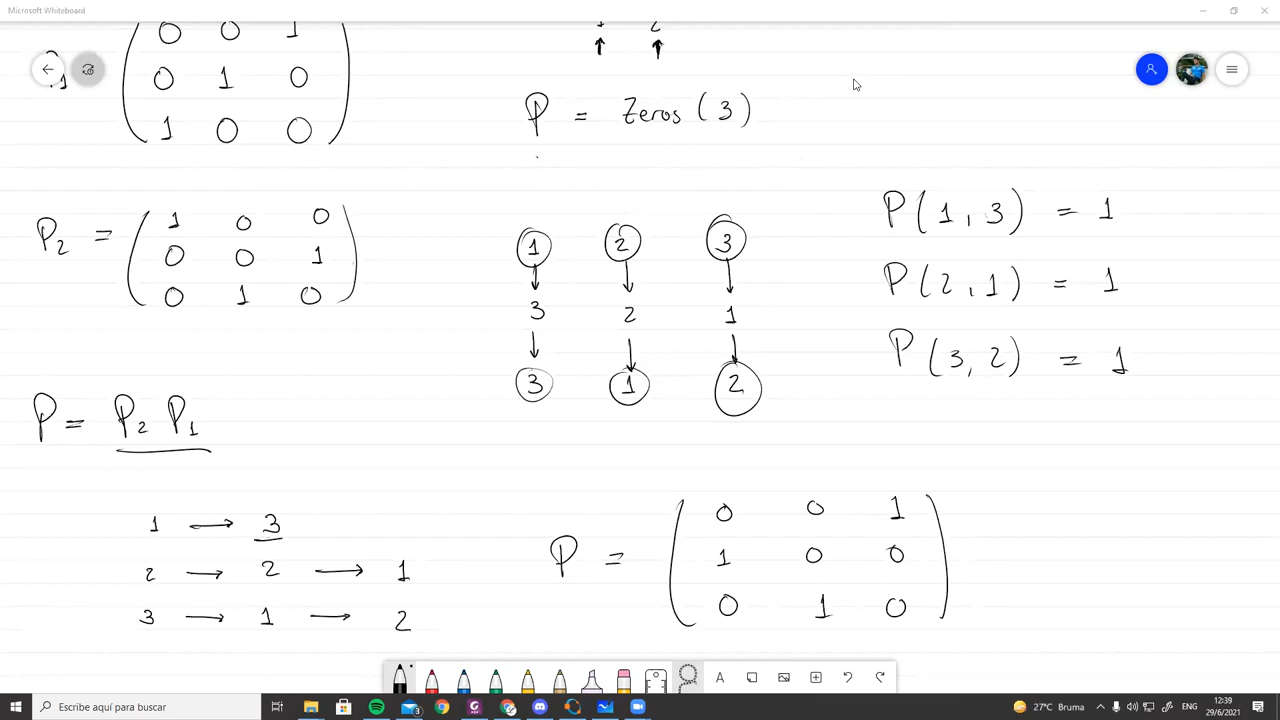 Microsoft Whiteboard
0 0 1
0 1 0
1 0 0
P = Zeros (3)
P₂ = ( 1 0 0
0 0 1
0 1 0 )
1 2 3
3 2 1
3 1 2
P(1,3) = 1
P(2,1) = 1
P(3,2) = 1
P = P₂ P₁
1 → 3
2 → 2 → 1
3 → 1 → 2
P = ( 0 0 1
1 0 0
0 1 0 )
A
Escribe aquí para buscar
3
27°C Bruma
ENG
12:39
29/6/2021